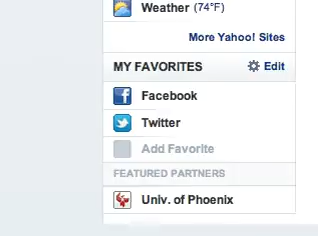 Weather (74°F)
More Yahoo! Sites
MY FAVORITES Edit
Facebook
Twitter
Add Favorite
FEATURED PARTNERS
Univ. of Phoenix